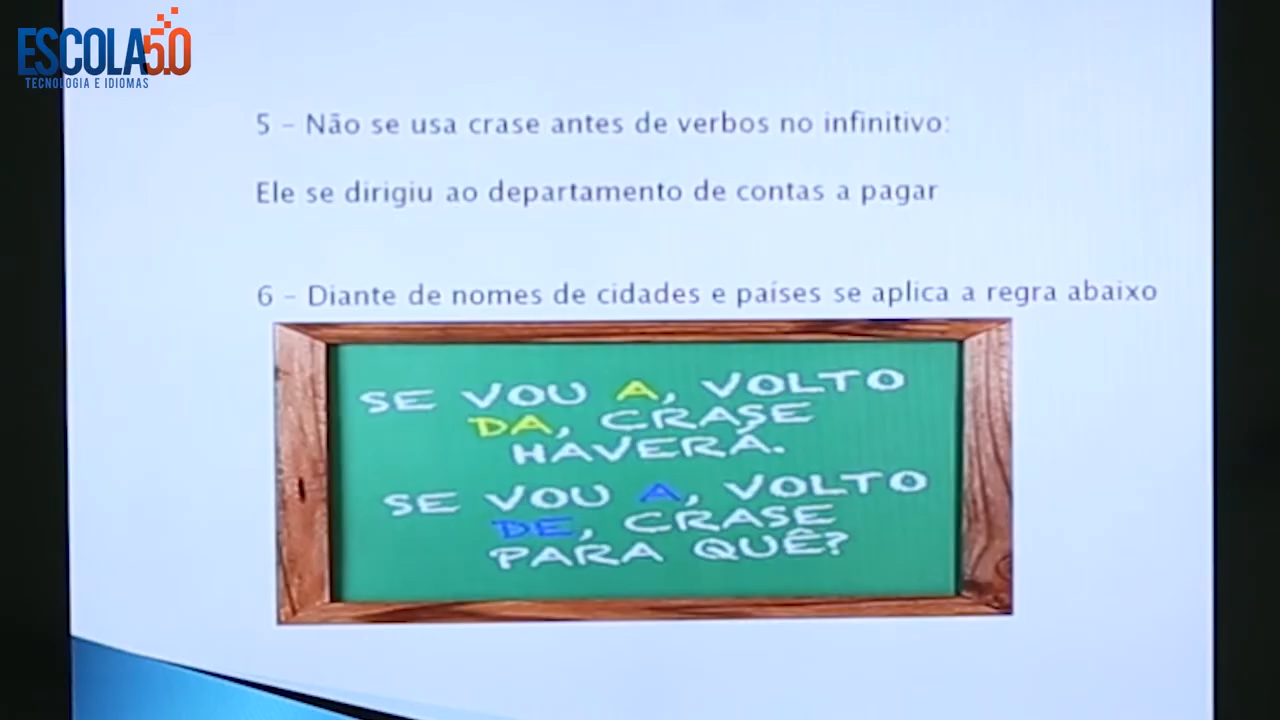 ESCOLA5.0
TECNOLOGIA E IDIOMAS
5 – Não se usa crase antes de verbos no infinitivo:
Ele se dirigiu ao departamento de contas a pagar
6 – Diante de nomes de cidades e países se aplica a regra abaixo
SE VOU A, VOLTO
DA, CRASE
HAVERÁ.
SE VOU A, VOLTO
DE, CRASE
PARA QUÊ?